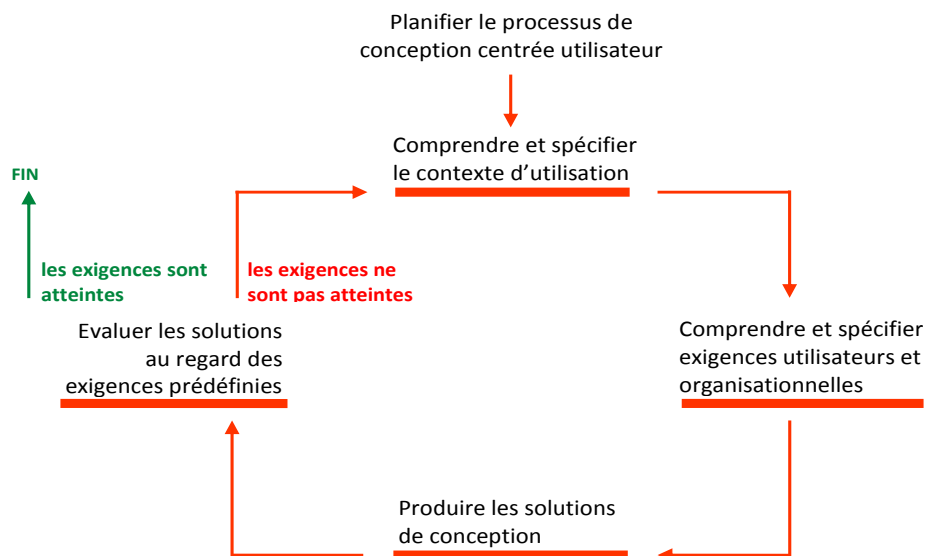 Planifier le processus de
conception centrée utilisateur
Comprendre et spécifier
le contexte d'utilisation
FIN
les exigences sont
atteintes
les exigences ne
sont pas atteintes
Evaluer les solutions
au regard des
exigences prédéfinies
Comprendre et spécifier
exigences utilisateurs et
organisationnelles
Produire les solutions
de conception